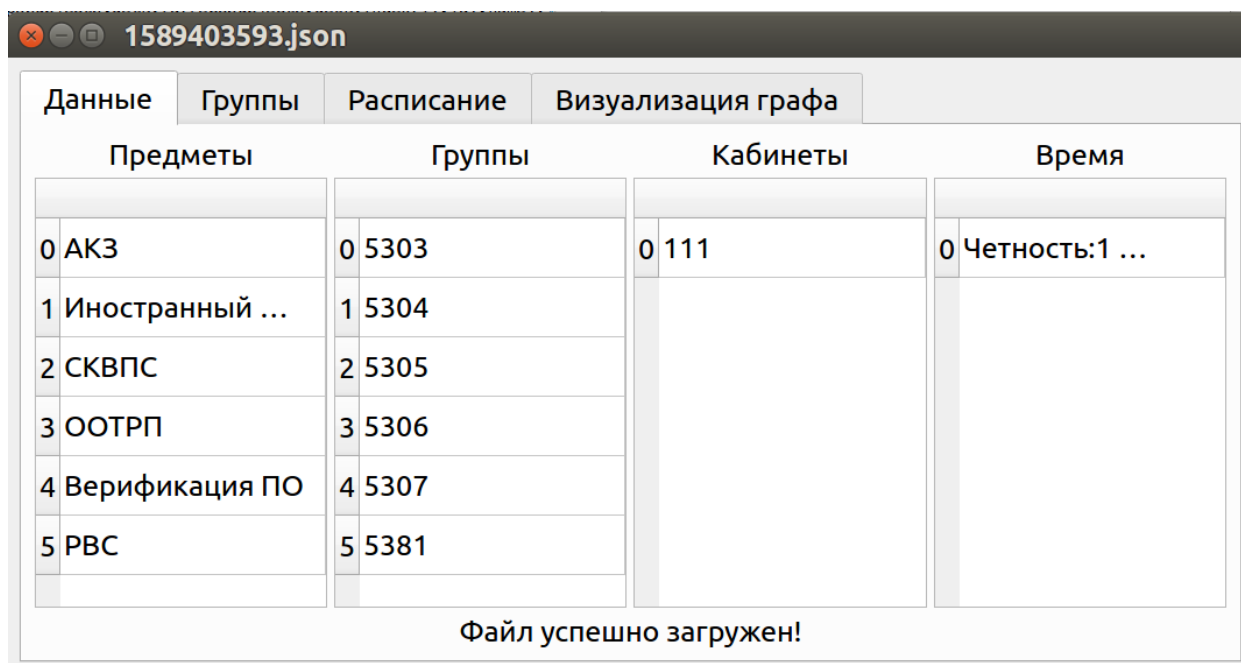 1589403593.json
Данные Группы Расписание Визуализация графа
Предметы Группы Кабинеты Время
0 АКЗ 0 5303 0 111 0 Четность:1 ...
1 Иностранный ... 1 5304
2 СКВПС 2 5305
3 ООТРП 3 5306
4 Верификация ПО 4 5307
5 РВС 5 5381
Файл успешно загружен!